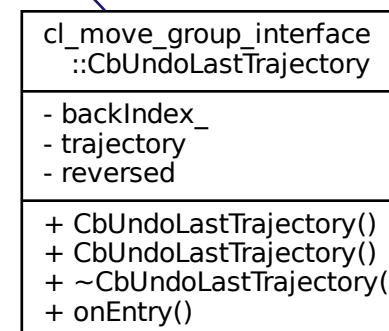 cl_move_group_interface
::CbUndoLastTrajectory
- backIndex_
- trajectory
- reversed
+ CbUndoLastTrajectory()
+ CbUndoLastTrajectory()
+ ~CbUndoLastTrajectory(
+ onEntry()